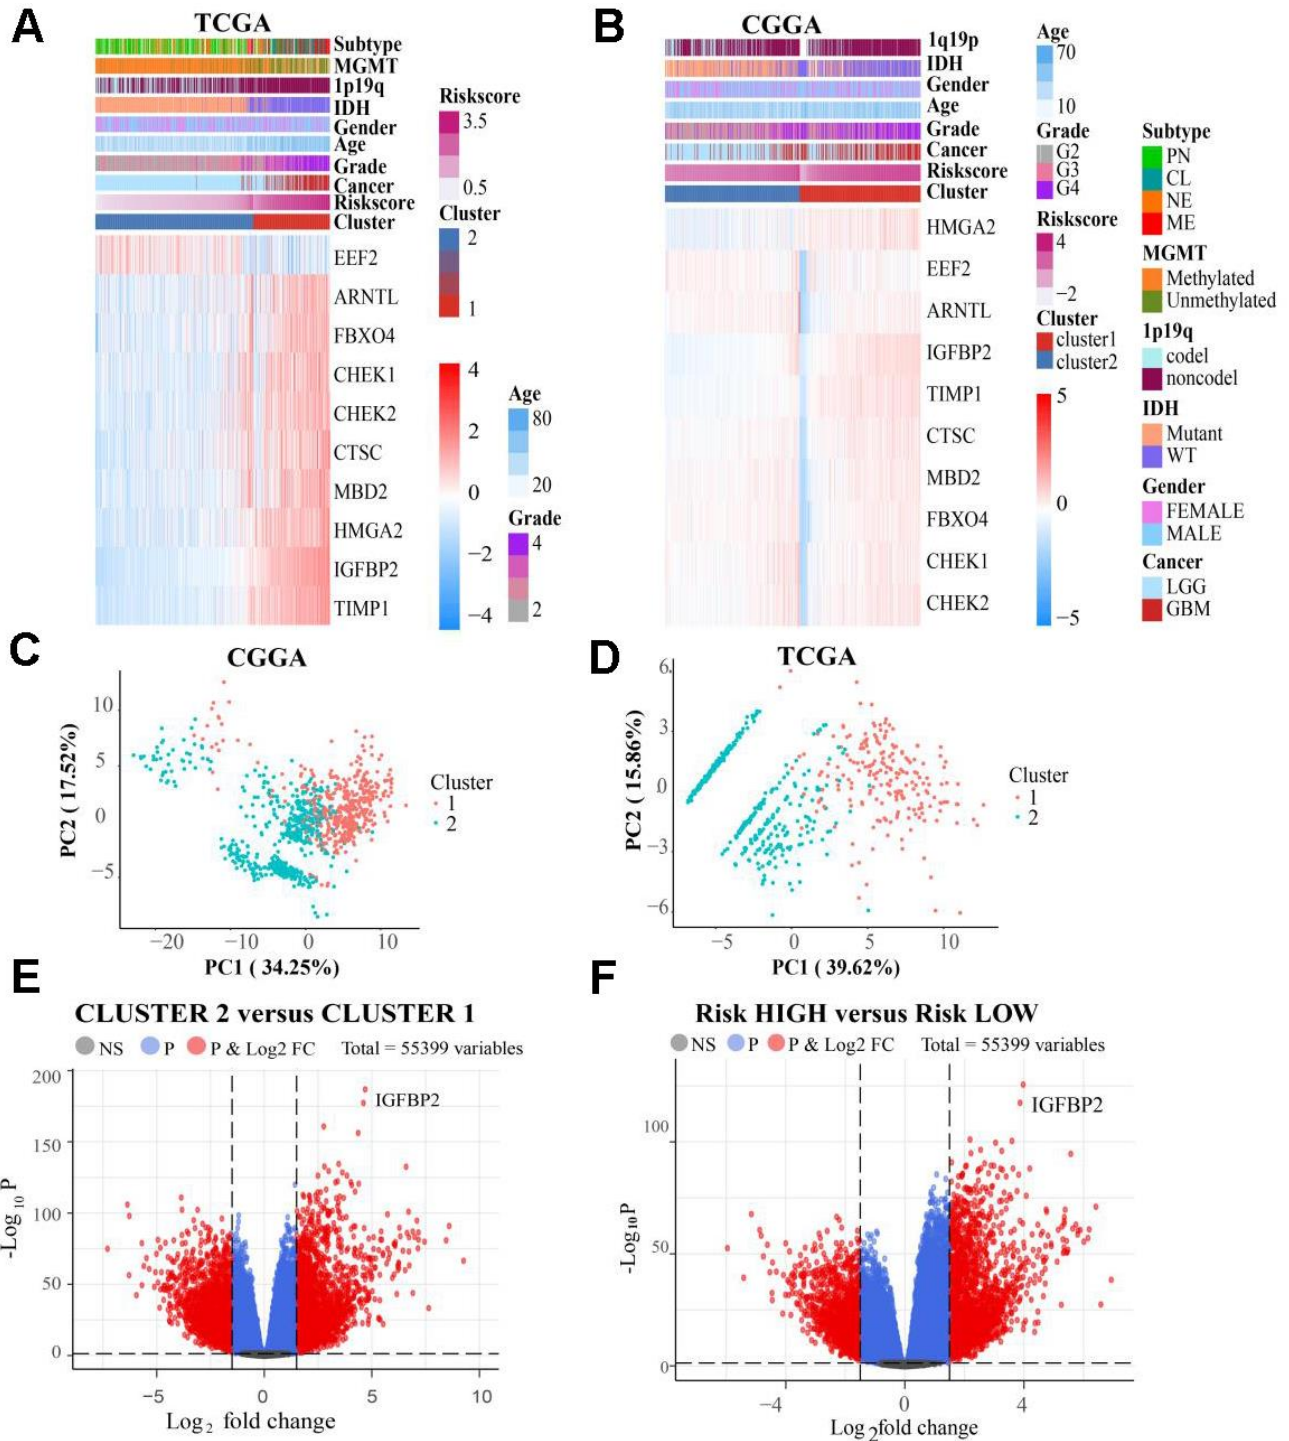 A
TCGA
Subtype
MGMT
1p19q
IDH
Gender
Age
Grade
Cancer
Riskscore
Cluster
EEF2
ARNTL
FBXO4
CHEK1
CHEK2
CTSC
MBD2
HMGA2
IGFBP2
TIMP1
Riskscore
3.5
0.5
Cluster
2
1
4
2
0
−2
−4
Age
80
20
Grade
4
2
B
CGGA
1q19p
IDH
Gender
Age
Grade
Cancer
Riskscore
Cluster
HMGA2
EEF2
ARNTL
IGFBP2
TIMP1
CTSC
MBD2
FBXO4
CHEK1
CHEK2
Age
70
10
Grade
G2
G3
G4
Riskscore
4
−2
Cluster
cluster1
cluster2
5
0
−5
Subtype
PN
CL
NE
ME
MGMT
Methylated
Unmethylated
1p19q
codel
noncodel
IDH
Mutant
WT
Gender
FEMALE
MALE
Cancer
LGG
GBM
C
CGGA
PC2 ( 17.52%)
10
5
0
−5
−20
−10
0
10
PC1 ( 34.25%)
Cluster
1
2
D
TCGA
PC2 ( 15.86%)
6
3
0
−3
−6
−5
0
5
10
PC1 ( 39.62%)
Cluster
1
2
E
CLUSTER 2 versus CLUSTER 1
NS P P & Log2 FC Total = 55399 variables
-Log 10 P
200
150
100
50
0
IGFBP2
−5
0
5
10
Log 2 fold change
F
Risk HIGH versus Risk LOW
NS P P & Log2 FC Total = 55399 variables
-Log10P
100
50
0
IGFBP2
−4
0
4
Log 2fold change